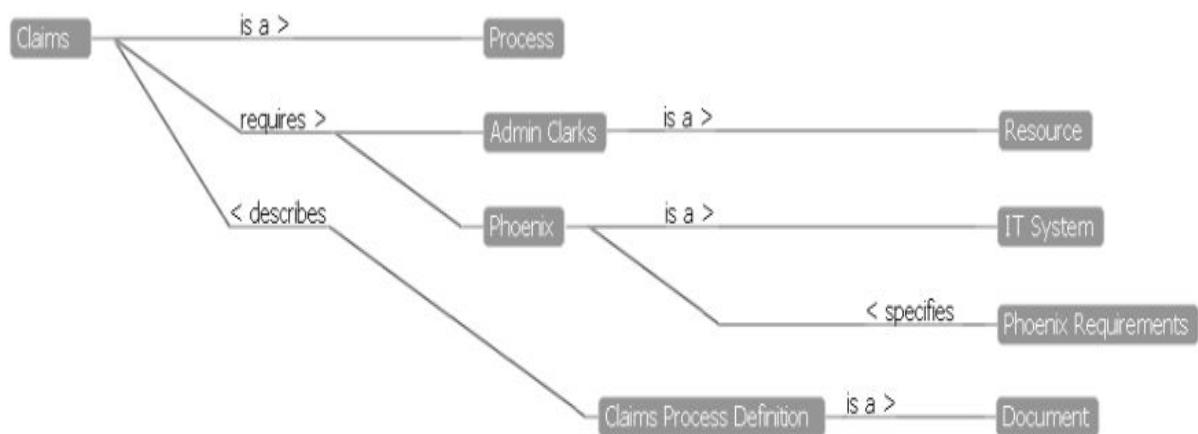 Claims is a > Process
requires > Admin Clarks is a > Resource
< describes Phoenix is a > IT System
< specifies Phoenix Requirements
Claims Process Definition is a > Document